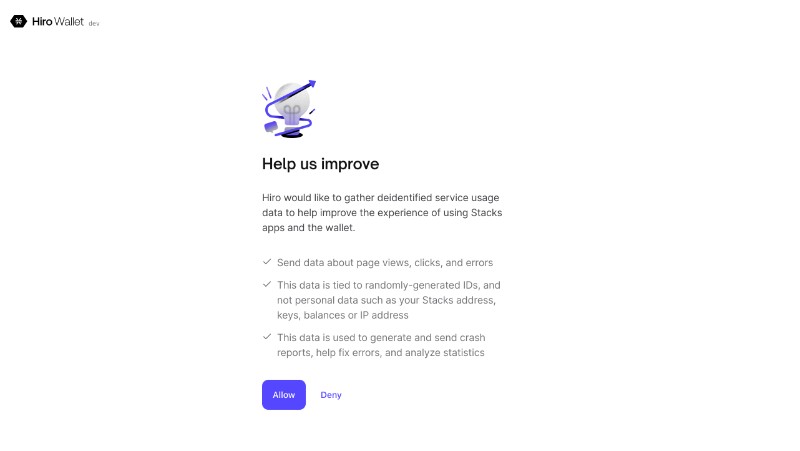 Hiro Wallet dev
Help us improve
Hiro would like to gather deidentified service usage
data to help improve the experience of using Stacks
apps and the wallet.
Send data about page views, clicks, and errors
This data is tied to randomly-generated IDs, and
not personal data such as your Stacks address,
keys, balances or IP address
This data is used to generate and send crash
reports, help fix errors, and analyze statistics
Allow Deny